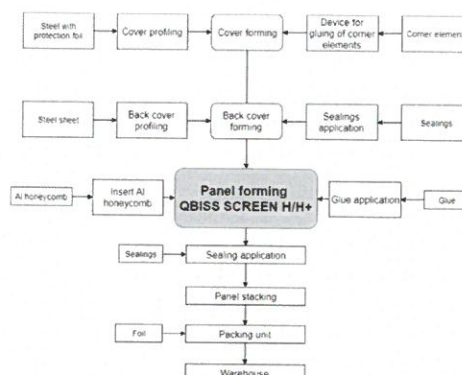 Steel with
protection foil
Cover profiling
Cover forming
Device for
gluing of corner
elements
Corner element
Steel sheet
Back cover
profiling
Back cover
forming
Sealings
application
Sealings
Al honeycomb
Insert Al
honeycomb
Panel forming
QBISS SCREEN H/H+
Glue application
Glue
Sealings
Sealing application
Panel stacking
Foil
Packing unit
Warehouse